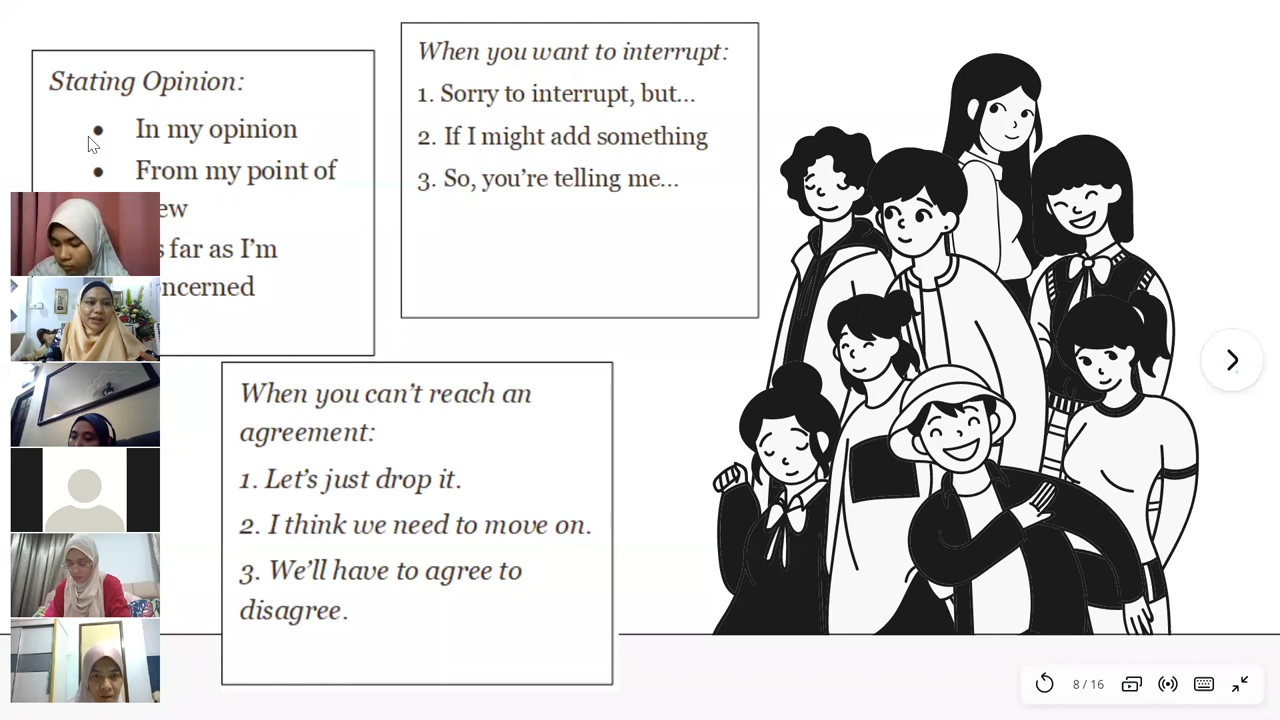 Stating Opinion:
• In my opinion
• From my point of
ew
s far as I'm
ncerned
When you want to interrupt:
1. Sorry to interrupt, but...
2. If I might add something
3. So, you're telling me...
When you can't reach an
agreement:
1. Let's just drop it.
2. I think we need to move on.
3. We'll have to agree to
disagree.
8 / 16